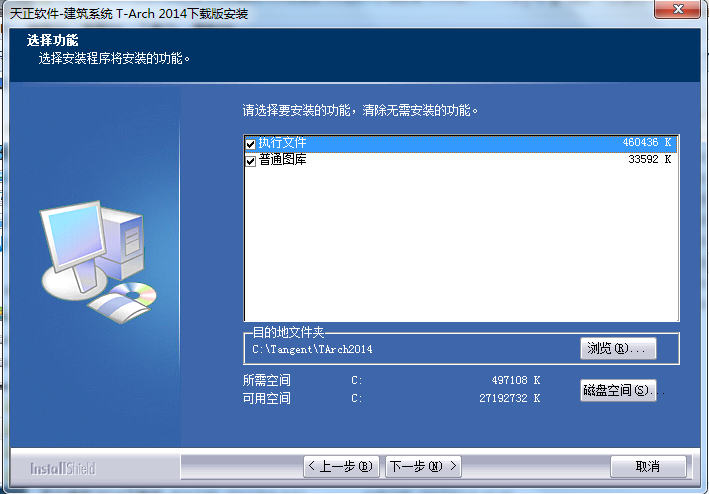 天正软件-建筑系统 T-Arch 2014下载版安装
选择功能
选择安装程序将安装的功能。
请选择要安装的功能，清除无需安装的功能。
执行文件 460436 K
普通图库 33592 K
目的地文件夹
C:\Tangent\TArch2014
浏览(R)...
所需空间 C: 497108 K
可用空间 C: 27192732 K
磁盘空间(S)...
InstallShield
< 上一步(B)
下一步(N) >
取消